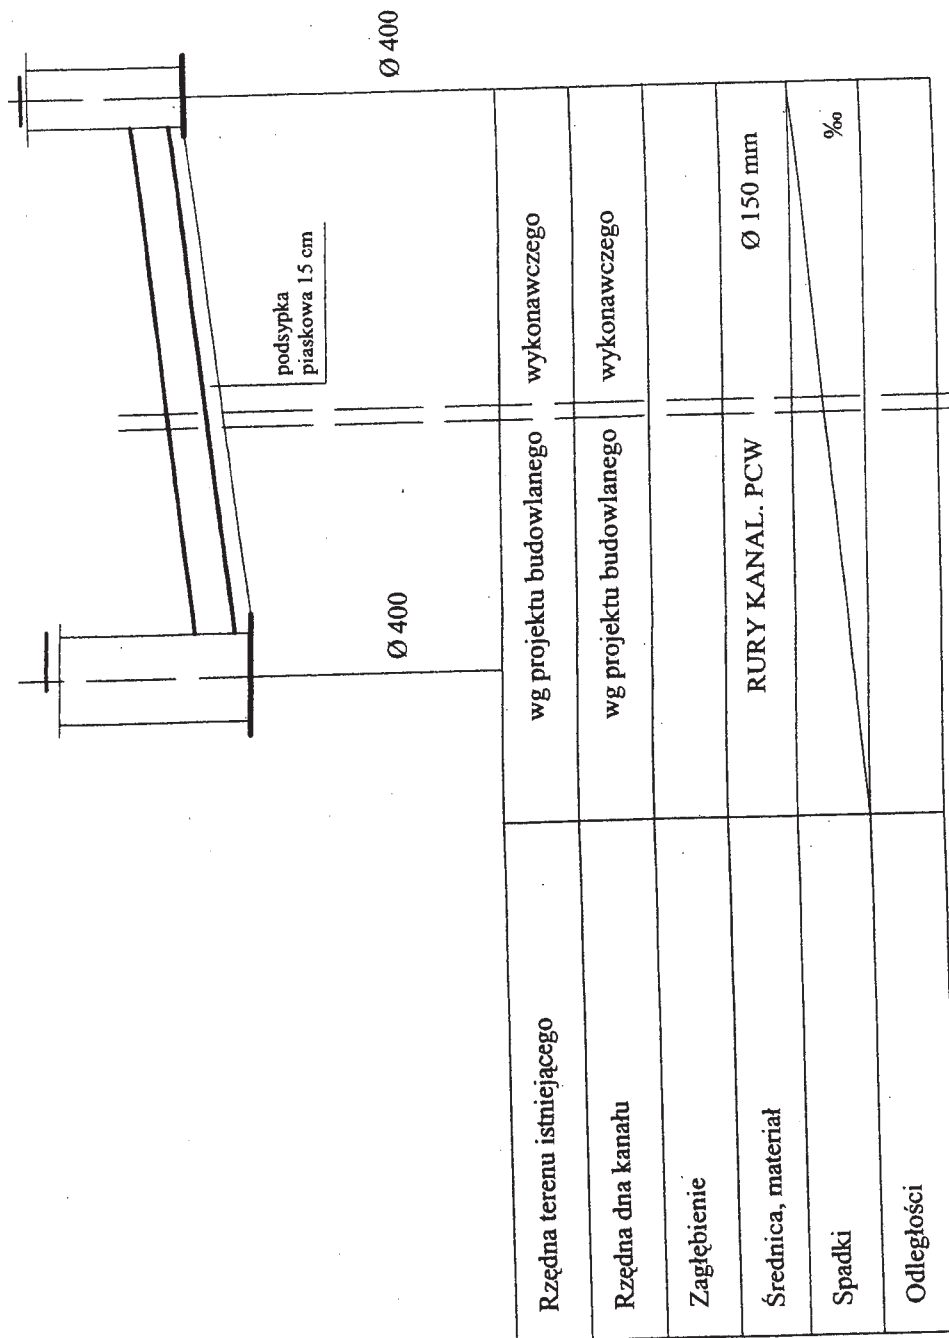 Ø 400
Ø 400
podsypka
piaskowa 15 cm
Rzędna terenu istniejącego
wg projektu budowlanego wykonawczego
Rzędna dna kanału
wg projektu budowlanego wykonawczego
Zagłębienie
Średnica, materiał
RURY KANAL. PCW Ø 150 mm
Spadki
‰
Odległości